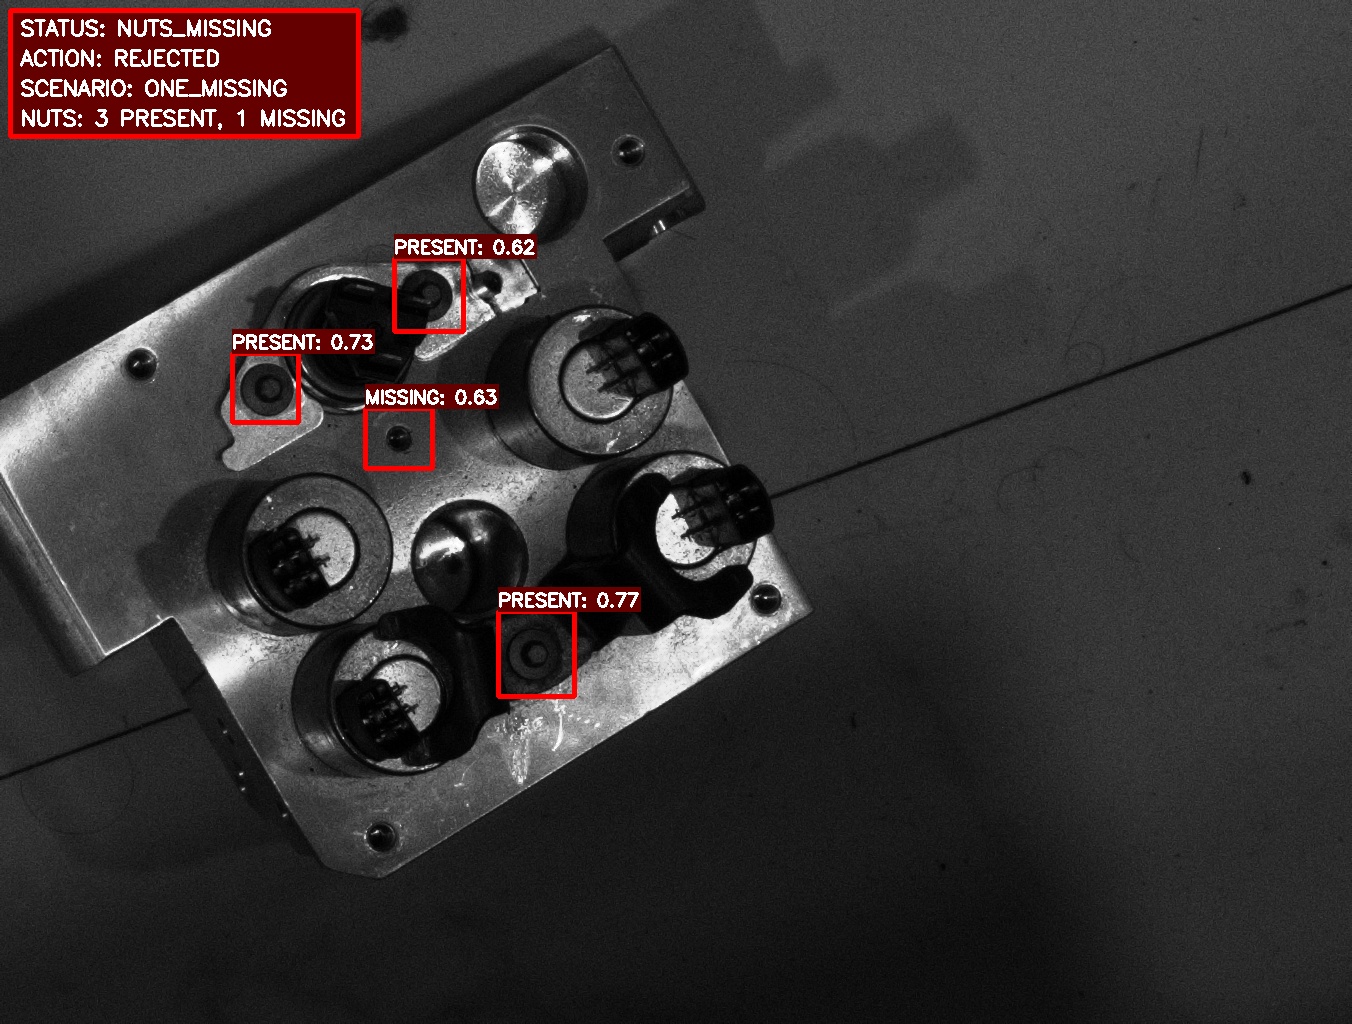 STATUS: NUTS_MISSING
ACTION: REJECTED
SCENARIO: ONE_MISSING
NUTS: 3 PRESENT, 1 MISSING
PRESENT: 0.62
PRESENT: 0.73
MISSING: 0.63
PRESENT: 0.77